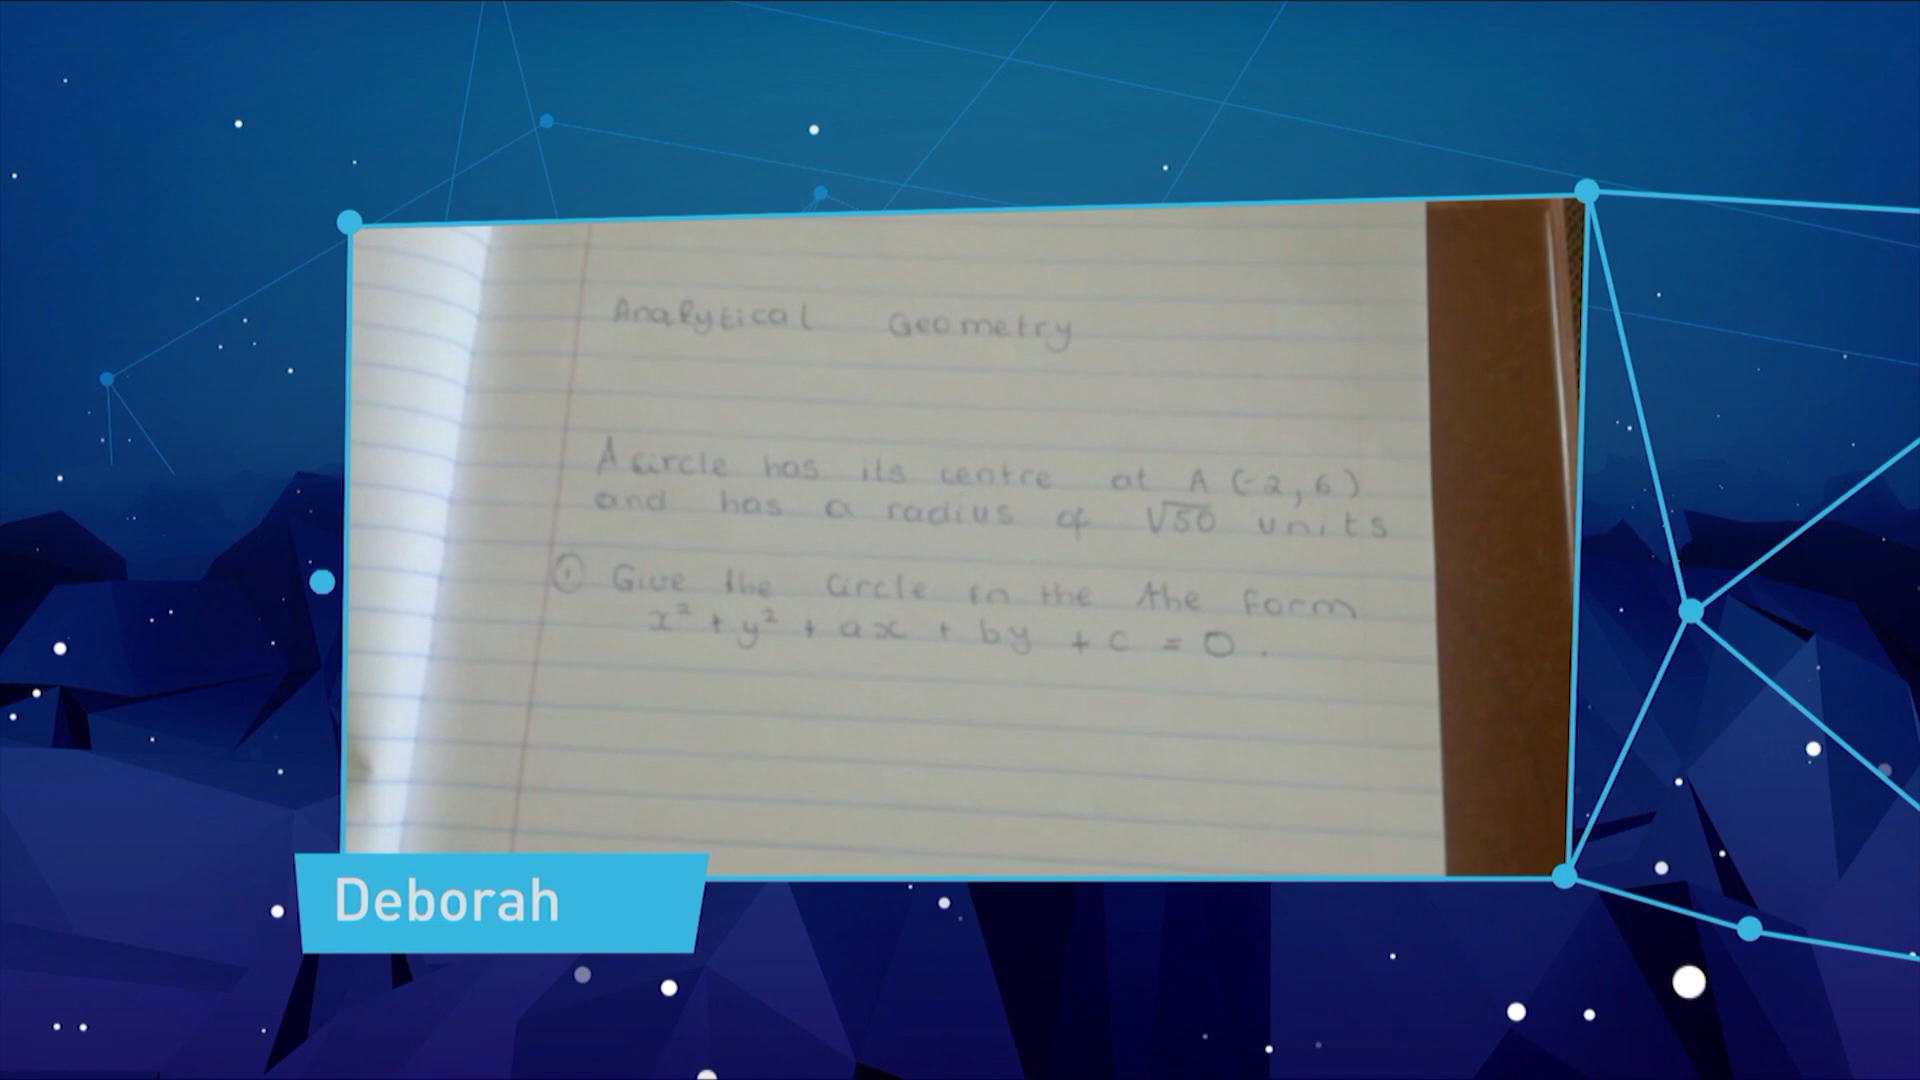 Analytical Geometry
A circle has its centre at A (-2, 6)
and has a radius of √50 units
① Give the circle in the the form
x² + y² + ax + by + c = 0.
Deborah